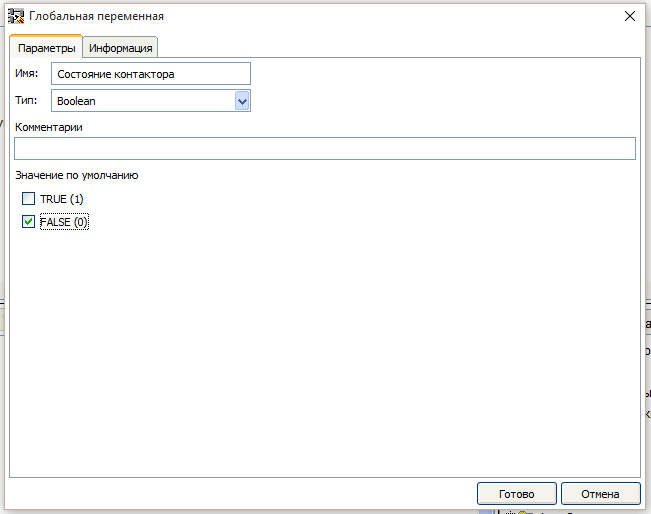 Глобальная переменная
Параметры Информация
Имя: Состояние контактора
Тип: Boolean
Комментарии
Значение по умолчанию
TRUE (1)
FALSE (0)
Готово Отмена